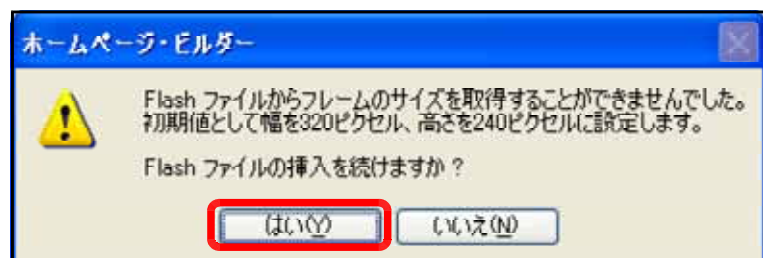 ホームページ・ビルダー
Flash ファイルからフレームのサイズを取得することができませんでした。
初期値として幅を320ピクセル、高さを240ピクセルに設定します。
Flash ファイルの挿入を続けますか？
はい(Y)
いいえ(N)